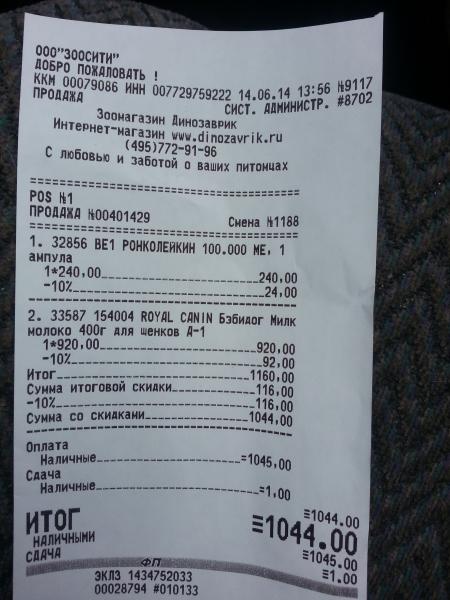 ООО"ЗООСИТИ"
ДОБРО ПОЖАЛОВАТЬ !
ККМ 00079086 ИНН 007729759222 14.06.14 13:56 №9117
ПРОДАЖА СИСТ. АДМИНИСТР. #8702
Зоомагазин Динозаврик
Интернет-магазин www.dinozavrik.ru
(495)772-91-96
С любовью и заботой о ваших питомцах
POS №1
ПРОДАЖА №00401429 Смена №1188
1. 32856 ВЕ1 РОНКОЛЕЙКИН 100.000 МЕ, 1
ампула
1*240,00 240,00
-10% 24,00
2. 33587 154004 ROYAL CANIN Бэбидог Милк
молоко 400г для щенков А-1
1*920,00 920,00
-10% 92,00
Итог 1160,00
Сумма итоговой скидки 116,00
-10% 116,00
Сумма со скидками 1044,00
Оплата
Наличные =1045,00
Сдача
Наличные =1,00
≡1044.00
ИТОГ ≡1044.00
НАЛИЧНЫМИ ≡1045.00
СДАЧА ≡1.00
ФП
ЭКЛЗ 1434752033
00028794 #010133